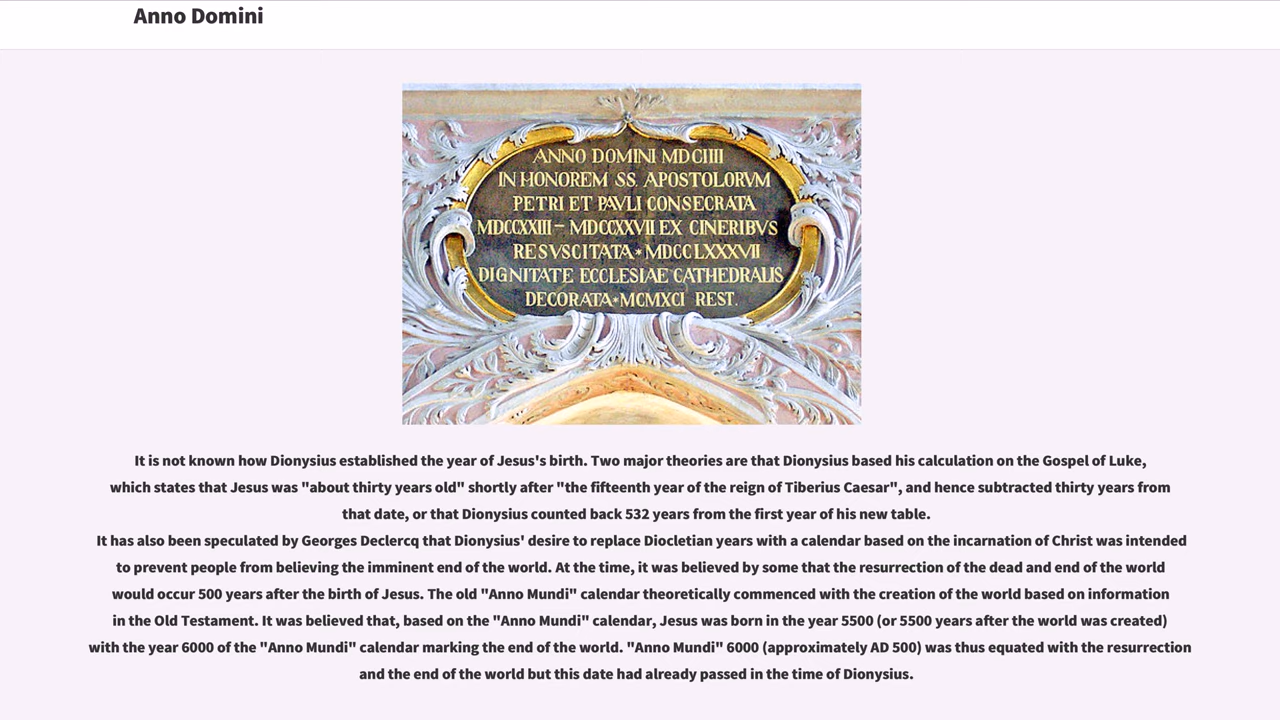 Anno Domini
ANNO DOMINI MDCIIII
IN HONOREM SS. APOSTOLORVM
PETRI ET PAVLI CONSECRATA
MDCCXXIII – MDCCXXVII EX CINERIBVS
RESVSCITATA * MDCCLXXXVII
DIGNITATE ECCLESIAE CATHEDRALIS
DECORATA * MCMXCI REST.
It is not known how Dionysius established the year of Jesus's birth. Two major theories are that Dionysius based his calculation on the Gospel of Luke,
which states that Jesus was "about thirty years old" shortly after "the fifteenth year of the reign of Tiberius Caesar", and hence subtracted thirty years from
that date, or that Dionysius counted back 532 years from the first year of his new table.
It has also been speculated by Georges Declercq that Dionysius' desire to replace Diocletian years with a calendar based on the incarnation of Christ was intended
to prevent people from believing the imminent end of the world. At the time, it was believed by some that the resurrection of the dead and end of the world
would occur 500 years after the birth of Jesus. The old "Anno Mundi" calendar theoretically commenced with the creation of the world based on information
in the Old Testament. It was believed that, based on the "Anno Mundi" calendar, Jesus was born in the year 5500 (or 5500 years after the world was created)
with the year 6000 of the "Anno Mundi" calendar marking the end of the world. "Anno Mundi" 6000 (approximately AD 500) was thus equated with the resurrection
and the end of the world but this date had already passed in the time of Dionysius.